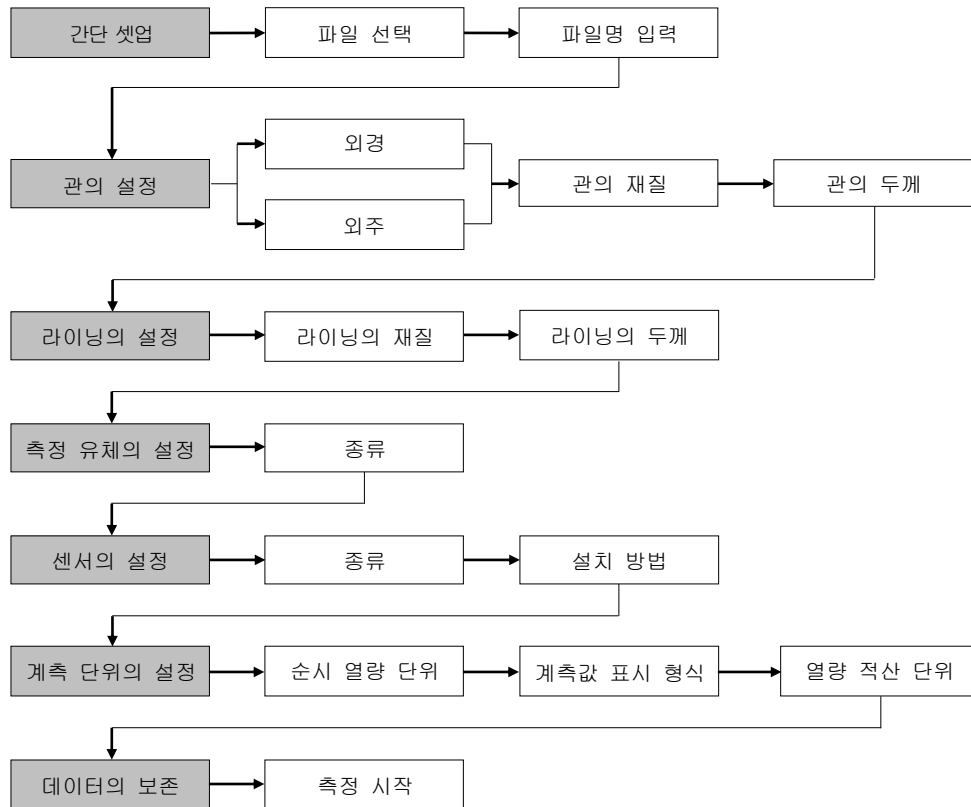 간단 셋업
파일 선택
파일명 입력
관의 설정
외경
외주
관의 재질
관의 두께
라이닝의 설정
라이닝의 재질
라이닝의 두께
측정 유체의 설정
종류
센서의 설정
종류
설치 방법
계측 단위의 설정
순시 열량 단위
계측값 표시 형식
열량 적산 단위
데이터의 보존
측정 시작